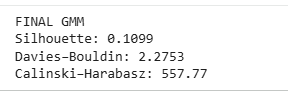 FINAL GMM
Silhouette: 0.1099
Davies–Bouldin: 2.2753
Calinski–Harabasz: 557.77